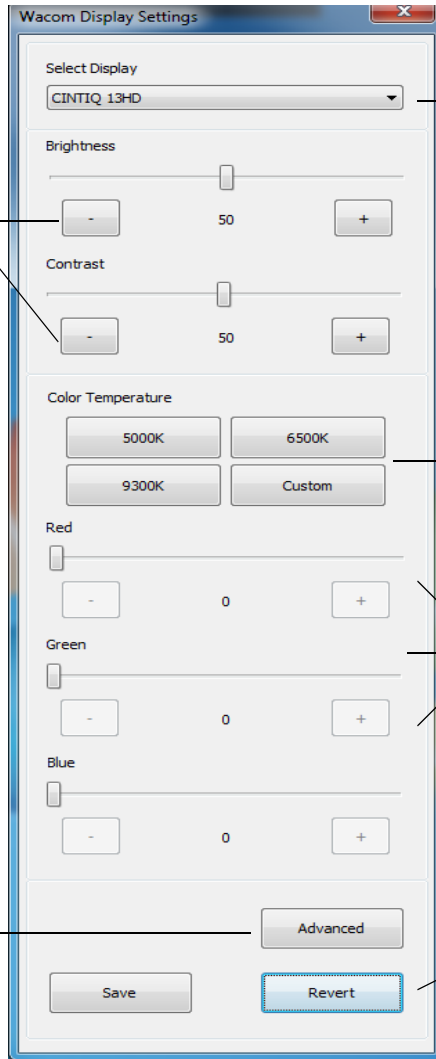 Wacom Display Settings
Select Display
CINTIQ 13HD
Brightness
- 50 +
Contrast
- 50 +
Color Temperature
5000K 6500K
9300K Custom
Red
- 0 +
Green
- 0 +
Blue
- 0 +
Advanced
Save Revert